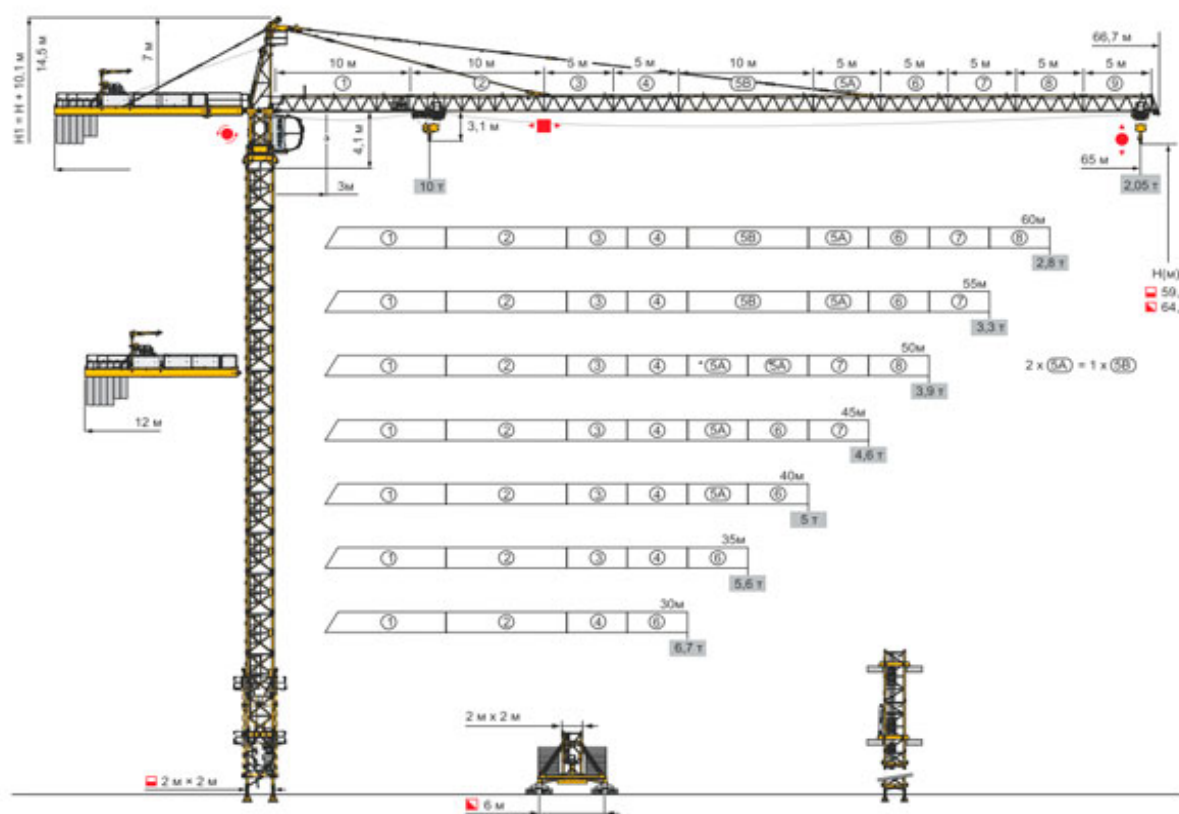 H1 = H + 10,1 м
14,5 м
7 м
66,7 м
10 м 10 м 5 м 5 м 10 м 5 м 5 м 5 м 5 м 5 м
1 2 3 4 5B 5A 6 7 8 9
3,1 м
4,1 м
3м
10 т
65 м
2,05 т
60м
1 2 3 4 5B 5A 6 7 8
2,8 т
H(м)
59,
64,
55м
1 2 3 4 5B 5A 6 7
3,3 т
50м
1 2 3 4 *5A *5A 7 8
3,9 т
2 x 5A = 1 x 5B
12 м
45м
1 2 3 4 5A 6 7
4,6 т
40м
1 2 3 4 5A 6
5 т
35м
1 2 3 4 6
5,6 т
30м
1 2 4 6
6,7 т
2 м x 2 м
2 м × 2 м
6 м